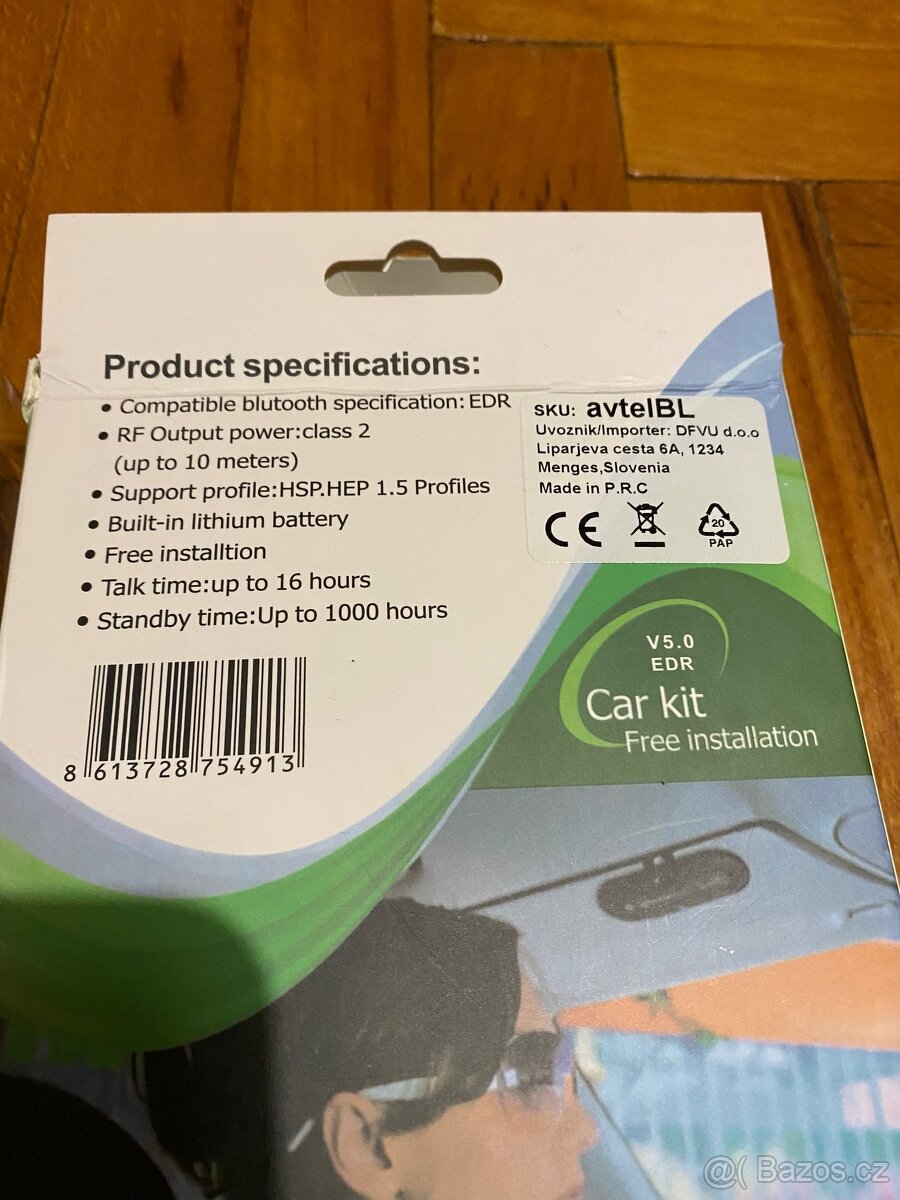 Product specifications:
• Compatible blutooth specification: EDR
• RF Output power:class 2
(up to 10 meters)
• Support profile:HSP.HEP 1.5 Profiles
• Built-in lithium battery
• Free installtion
• Talk time:up to 16 hours
• Standby time:Up to 1000 hours
8 613728 754913
SKU: avtelBL
Uvoznik/Importer: DFVU d.o.o
Liparjeva cesta 6A, 1234
Menges,Slovenia
Made in P.R.C
CE
20
PAP
V5.0
EDR
Car kit
Free installation
@( Bazos.cz